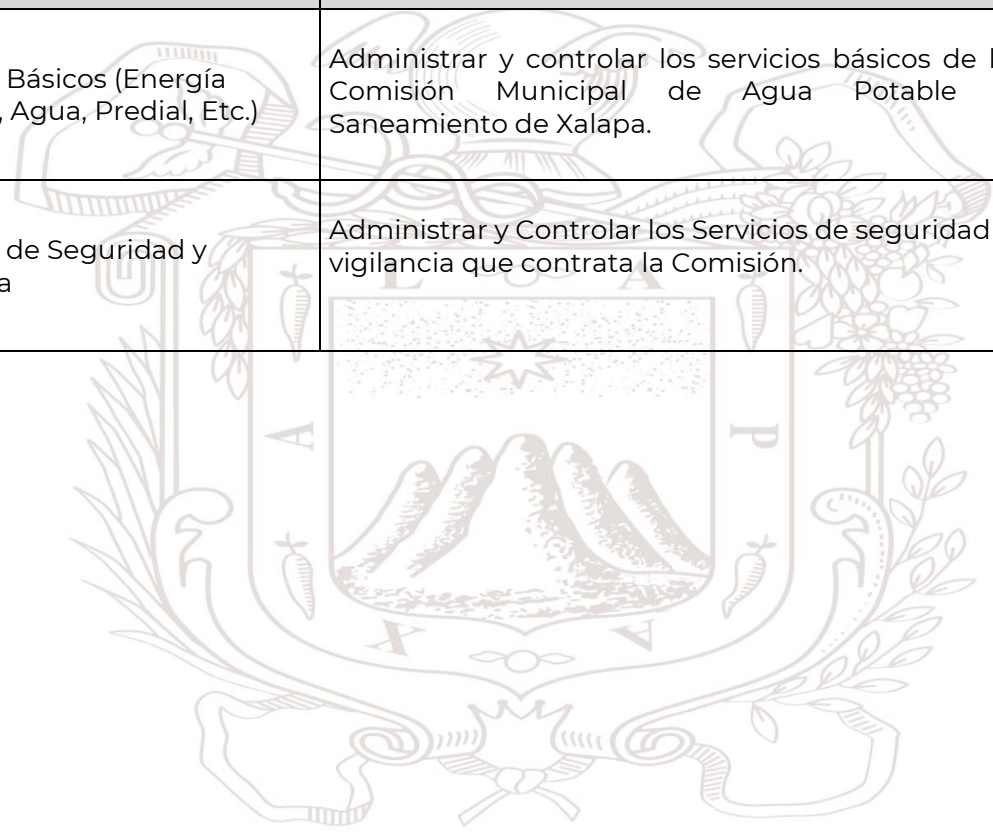 Básicos (Energía
, Agua, Predial, Etc.)
Administrar y controlar los servicios básicos de l
Comisión Municipal de Agua Potable
Saneamiento de Xalapa.
de Seguridad y
a
Administrar y Controlar los Servicios de seguridad
vigilancia que contrata la Comisión.
L A
A P
X A